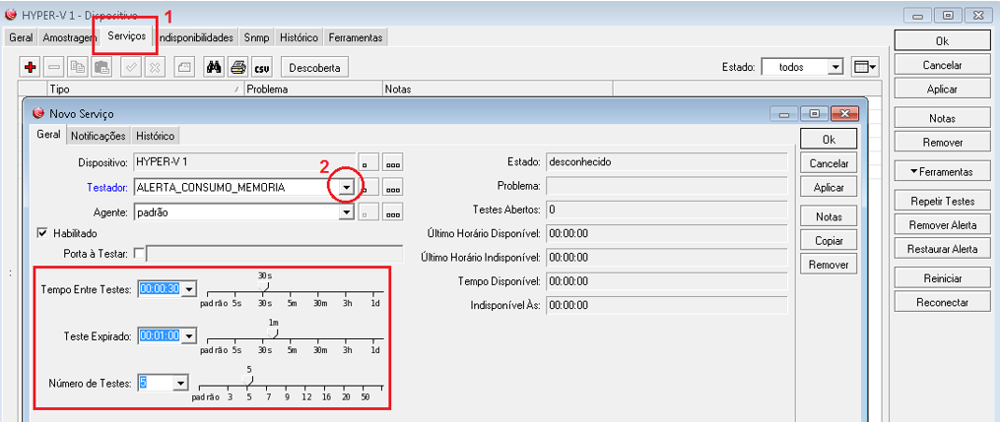 HYPER-V 1 - Dispositivo
1
Geral Amostragem Serviços Indisponibilidades Snmp Histórico Ferramentas
Ok
Cancelar
Aplicar
Notas
Remover
Ferramentas
Repetir Testes
Remover Alerta
Restaurar Alerta
Reiniciar
Reconectar
CSV Descoberta Estado: todos
Tipo Problema Notas
Novo Serviço
Geral Notificações Histórico
Ok
Cancelar
Aplicar
Notas
Copiar
Remover
Dispositivo: HYPER-V 1
2
Testador: ALERTA_CONSUMO_MEMORIA
Agente: padrão
Habilitado
Porta à Testar:
Tempo Entre Testes: 00:00:30
30s
padrão 5s 30s 5m 30m 3h 1d
Teste Expirado: 00:01:00
1m
padrão 5s 30s 5m 30m 3h 1d
Número de Testes: 5
5
padrão 3 5 7 9 12 16 20 50
Estado: desconhecido
Problema:
Testes Abertos: 0
Último Horário Disponível: 00:00:00
Último Horário Indisponível: 00:00:00
Tempo Disponível: 00:00:00
Indisponível Às: 00:00:00
: